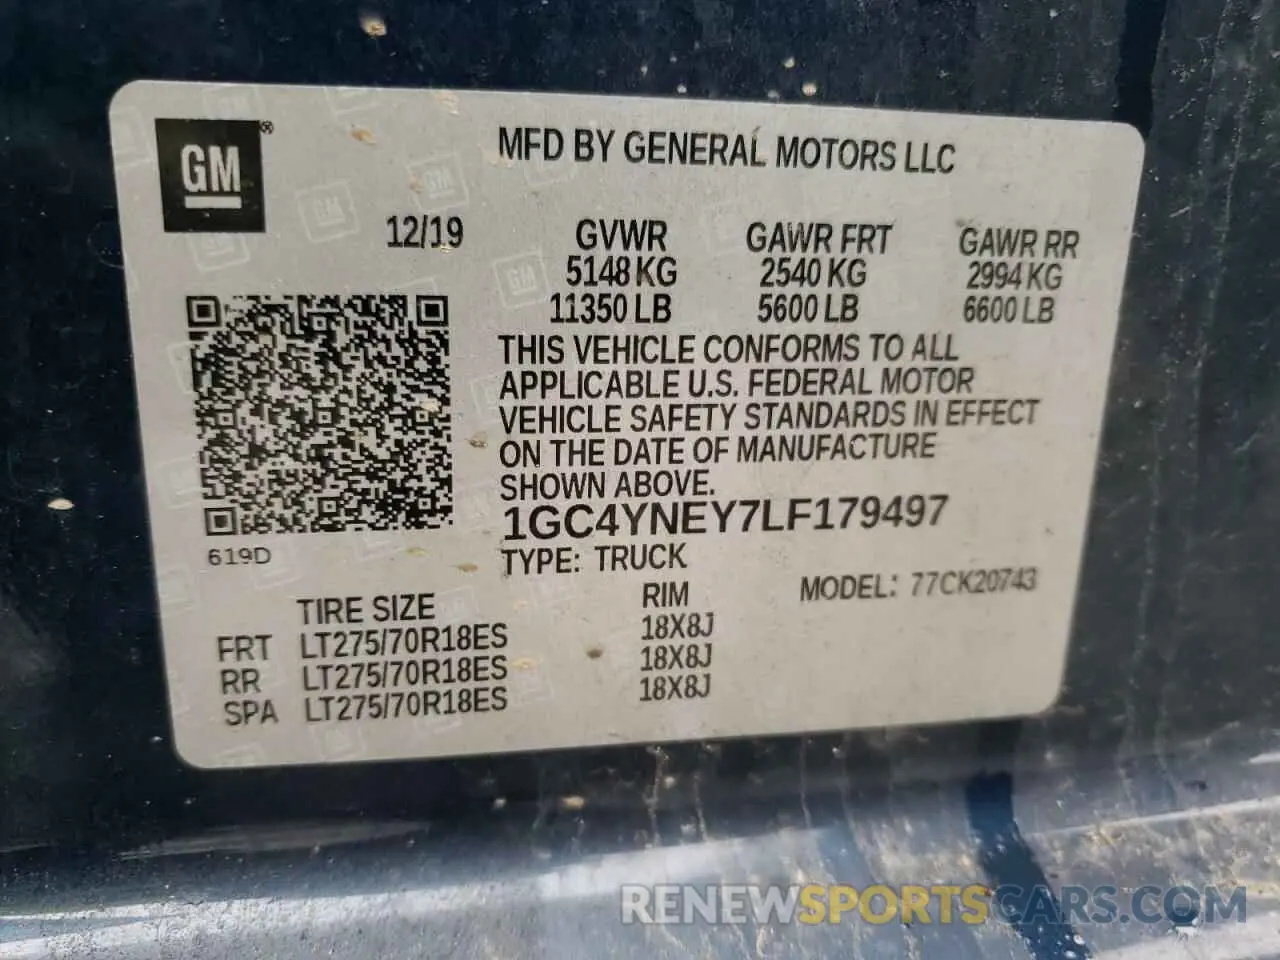 GM®
MFD BY GENERAL MOTORS LLC
12/19 GVWR GAWR FRT GAWR RR
5148 KG 2540 KG 2994 KG
11350 LB 5600 LB 6600 LB
THIS VEHICLE CONFORMS TO ALL
APPLICABLE U.S. FEDERAL MOTOR
VEHICLE SAFETY STANDARDS IN EFFECT
ON THE DATE OF MANUFACTURE
SHOWN ABOVE.
1GC4YNEY7LF179497
619D
TYPE: TRUCK
TIRE SIZE RIM MODEL: 77CK20743
FRT LT275/70R18ES 18X8J
RR LT275/70R18ES 18X8J
SPA LT275/70R18ES 18X8J
RENEWSPORTSCARS.COM